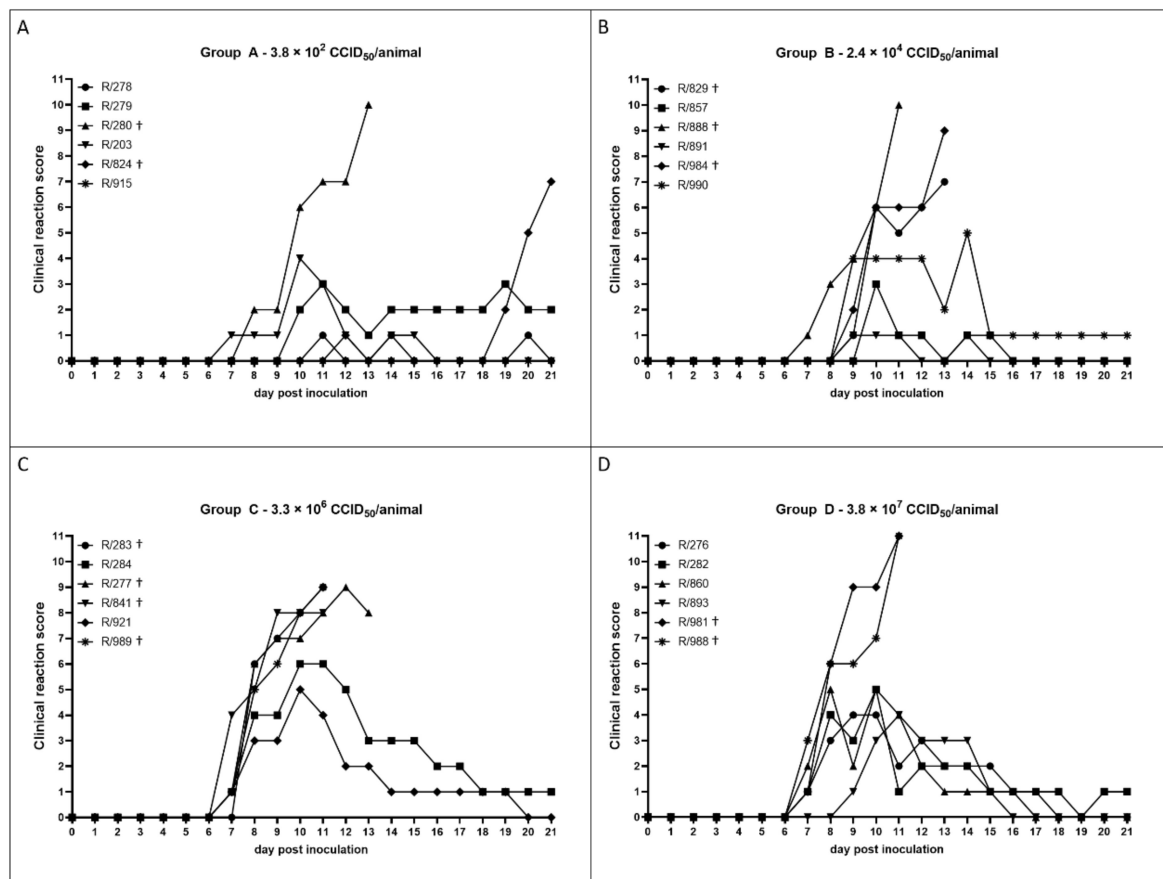 A
Group A - 3.8 × 10² CCID₅₀/animal
Clinical reaction score
11
10
9
8
7
6
5
4
3
2
1
0
R/278
R/279
R/280 †
R/203
R/824 †
R/915
0 1 2 3 4 5 6 7 8 9 10 11 12 13 14 15 16 17 18 19 20 21
day post inoculation
B
Group B - 2.4 × 10⁴ CCID₅₀/animal
Clinical reaction score
11
10
9
8
7
6
5
4
3
2
1
0
R/829 †
R/857
R/888 †
R/891
R/984 †
R/990
0 1 2 3 4 5 6 7 8 9 10 11 12 13 14 15 16 17 18 19 20 21
day post inoculation
C
Group C - 3.3 × 10⁶ CCID₅₀/animal
Clinical reaction score
11
10
9
8
7
6
5
4
3
2
1
0
R/283 †
R/284
R/277 †
R/841 †
R/921
R/989 †
0 1 2 3 4 5 6 7 8 9 10 11 12 13 14 15 16 17 18 19 20 21
day post inoculation
D
Group D - 3.8 × 10⁷ CCID₅₀/animal
Clinical reaction score
11
10
9
8
7
6
5
4
3
2
1
0
R/276
R/282
R/860
R/893
R/981 †
R/988 †
0 1 2 3 4 5 6 7 8 9 10 11 12 13 14 15 16 17 18 19 20 21
day post inoculation